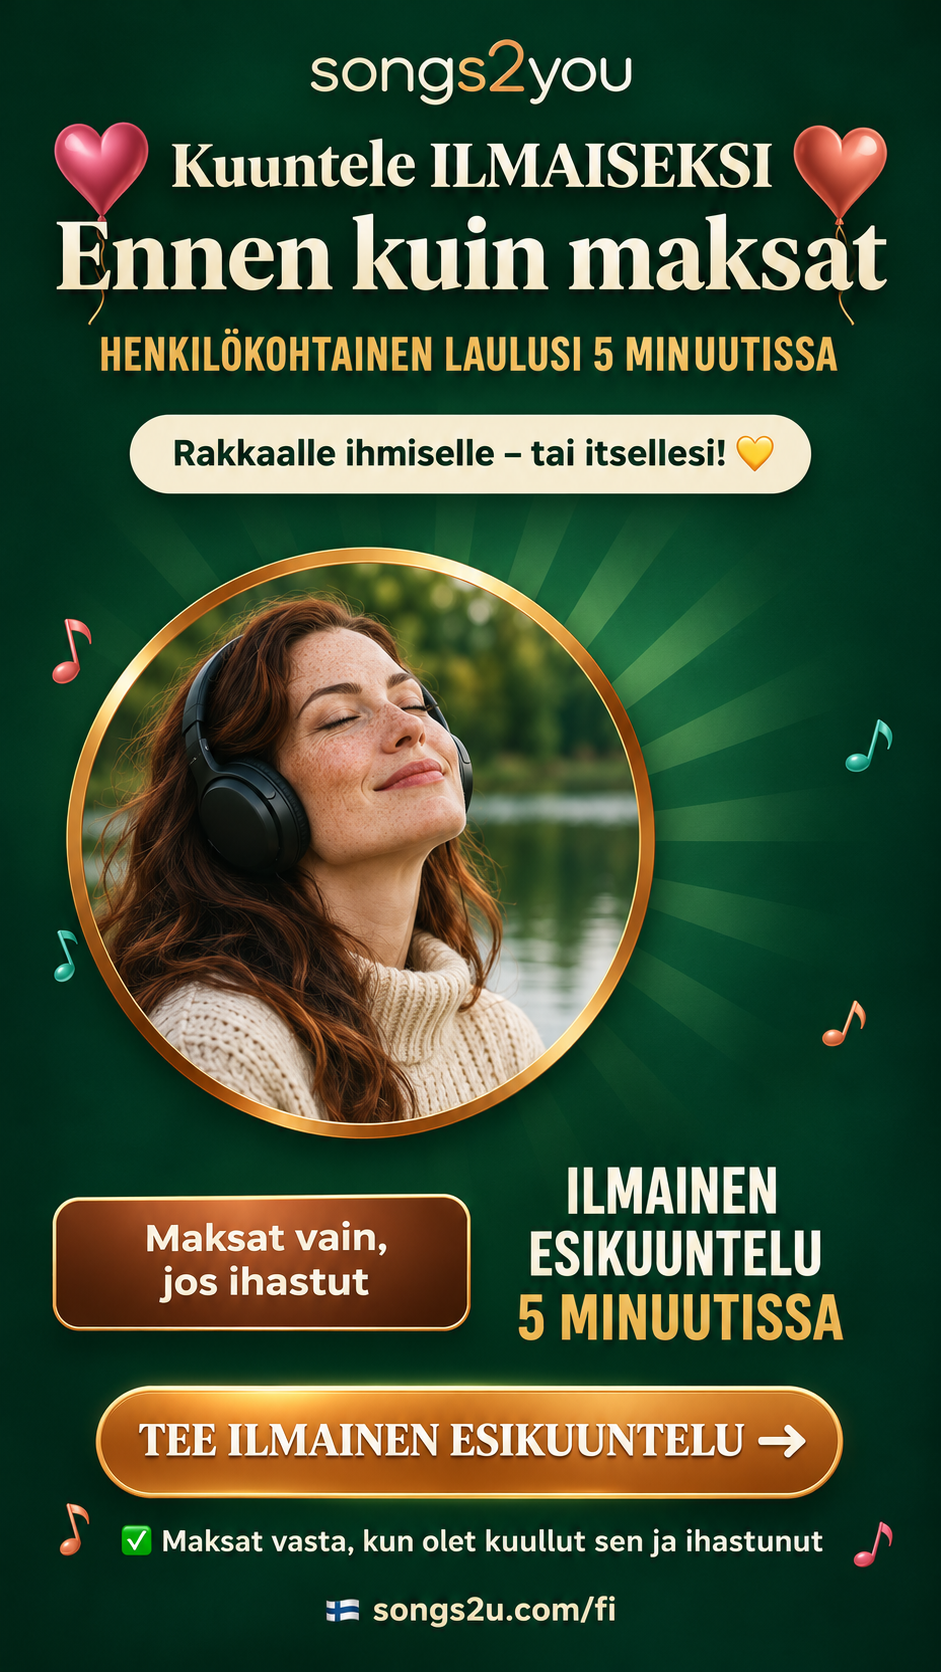 songs2you
Kuuntele ILMAISEKSI
Ennen kuin maksat
HENKILÖKOHTAINEN LAULUSI 5 MINUUTISSA
Rakkaalle ihmiselle – tai itsellesi! 💛
Maksat vain,
jos ihastut
ILMAINEN
ESIKUUNTELU
5 MINUUTISSA
TEE ILMAINEN ESIKUUNTELU →
✅ Maksat vasta, kun olet kuullut sen ja ihastunut
🇫🇮 songs2u.com/fi